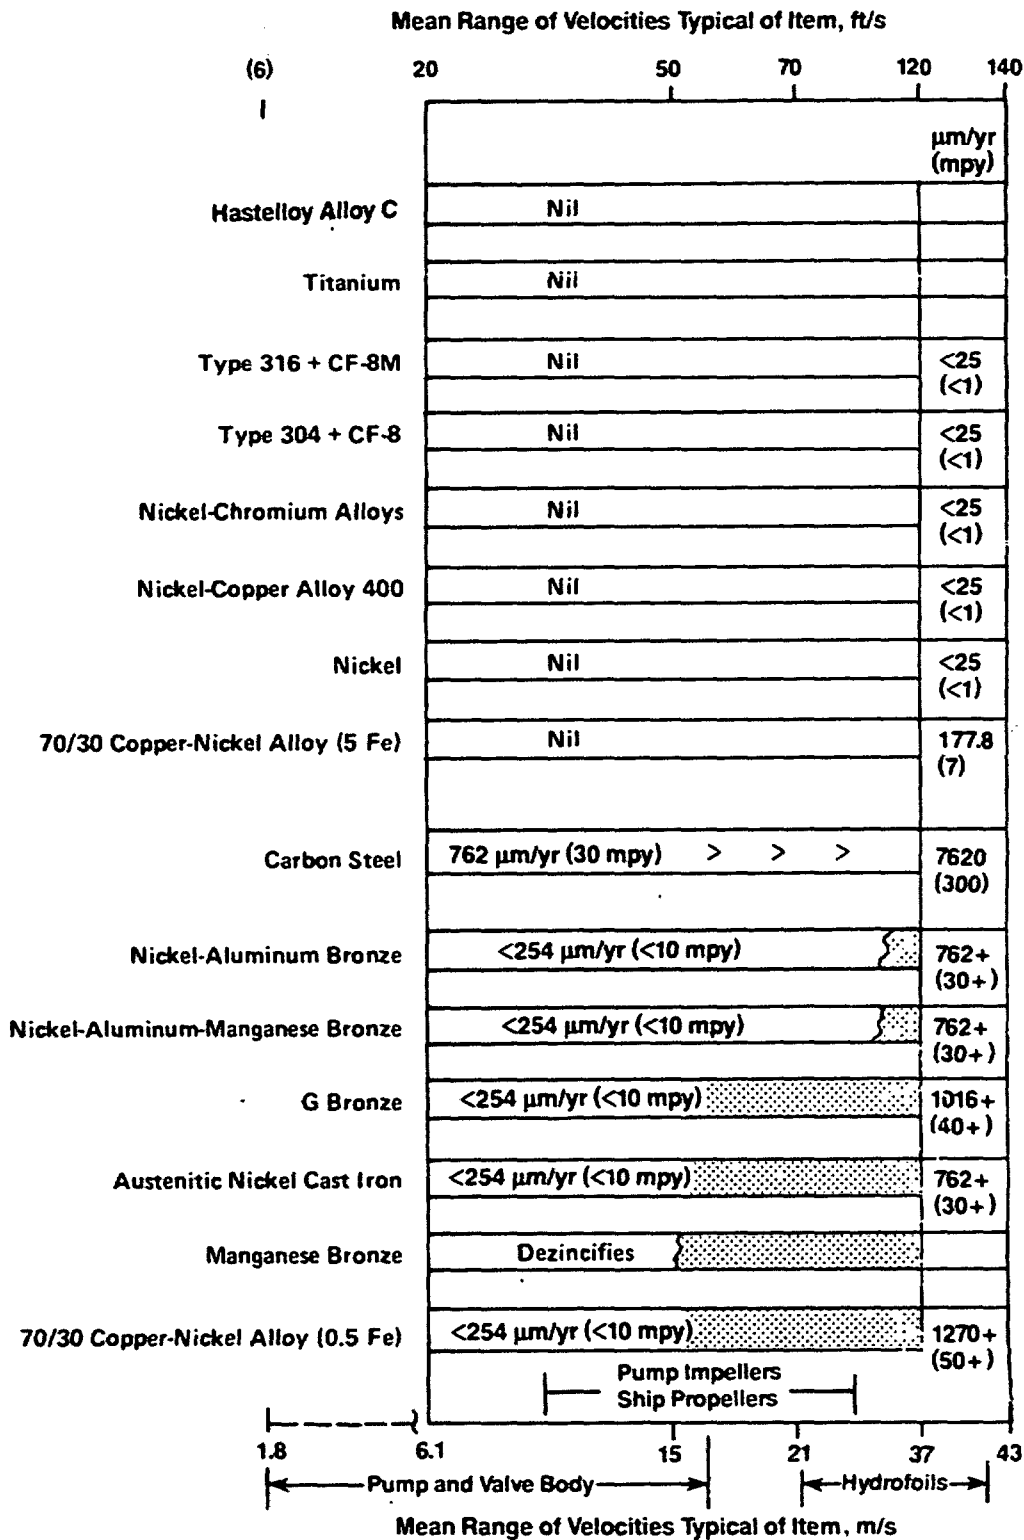 Mean Range of Velocities Typical of Item, ft/s
(6) 20 50 70 120 140
μm/yr
(mpy)
Hastelloy Alloy C Nil
Titanium Nil
Type 316 + CF-8M Nil <25
(<1)
Type 304 + CF-8 Nil <25
(<1)
Nickel-Chromium Alloys Nil <25
(<1)
Nickel-Copper Alloy 400 Nil <25
(<1)
Nickel Nil <25
(<1)
70/30 Copper-Nickel Alloy (5 Fe) Nil 177.8
(7)
Carbon Steel 762 μm/yr (30 mpy) > > > 7620
(300)
Nickel-Aluminum Bronze <254 μm/yr (<10 mpy) 762+
(30+)
Nickel-Aluminum-Manganese Bronze <254 μm/yr (<10 mpy) 762+
(30+)
G Bronze <254 μm/yr (<10 mpy) 1016+
(40+)
Austenitic Nickel Cast Iron <254 μm/yr (<10 mpy) 762+
(30+)
Manganese Bronze Dezincifies
70/30 Copper-Nickel Alloy (0.5 Fe) <254 μm/yr (<10 mpy) 1270+
(50+)
Pump Impellers
Ship Propellers
1.8 6.1 15 21 37 43
Pump and Valve Body Hydrofoils
Mean Range of Velocities Typical of Item, m/s